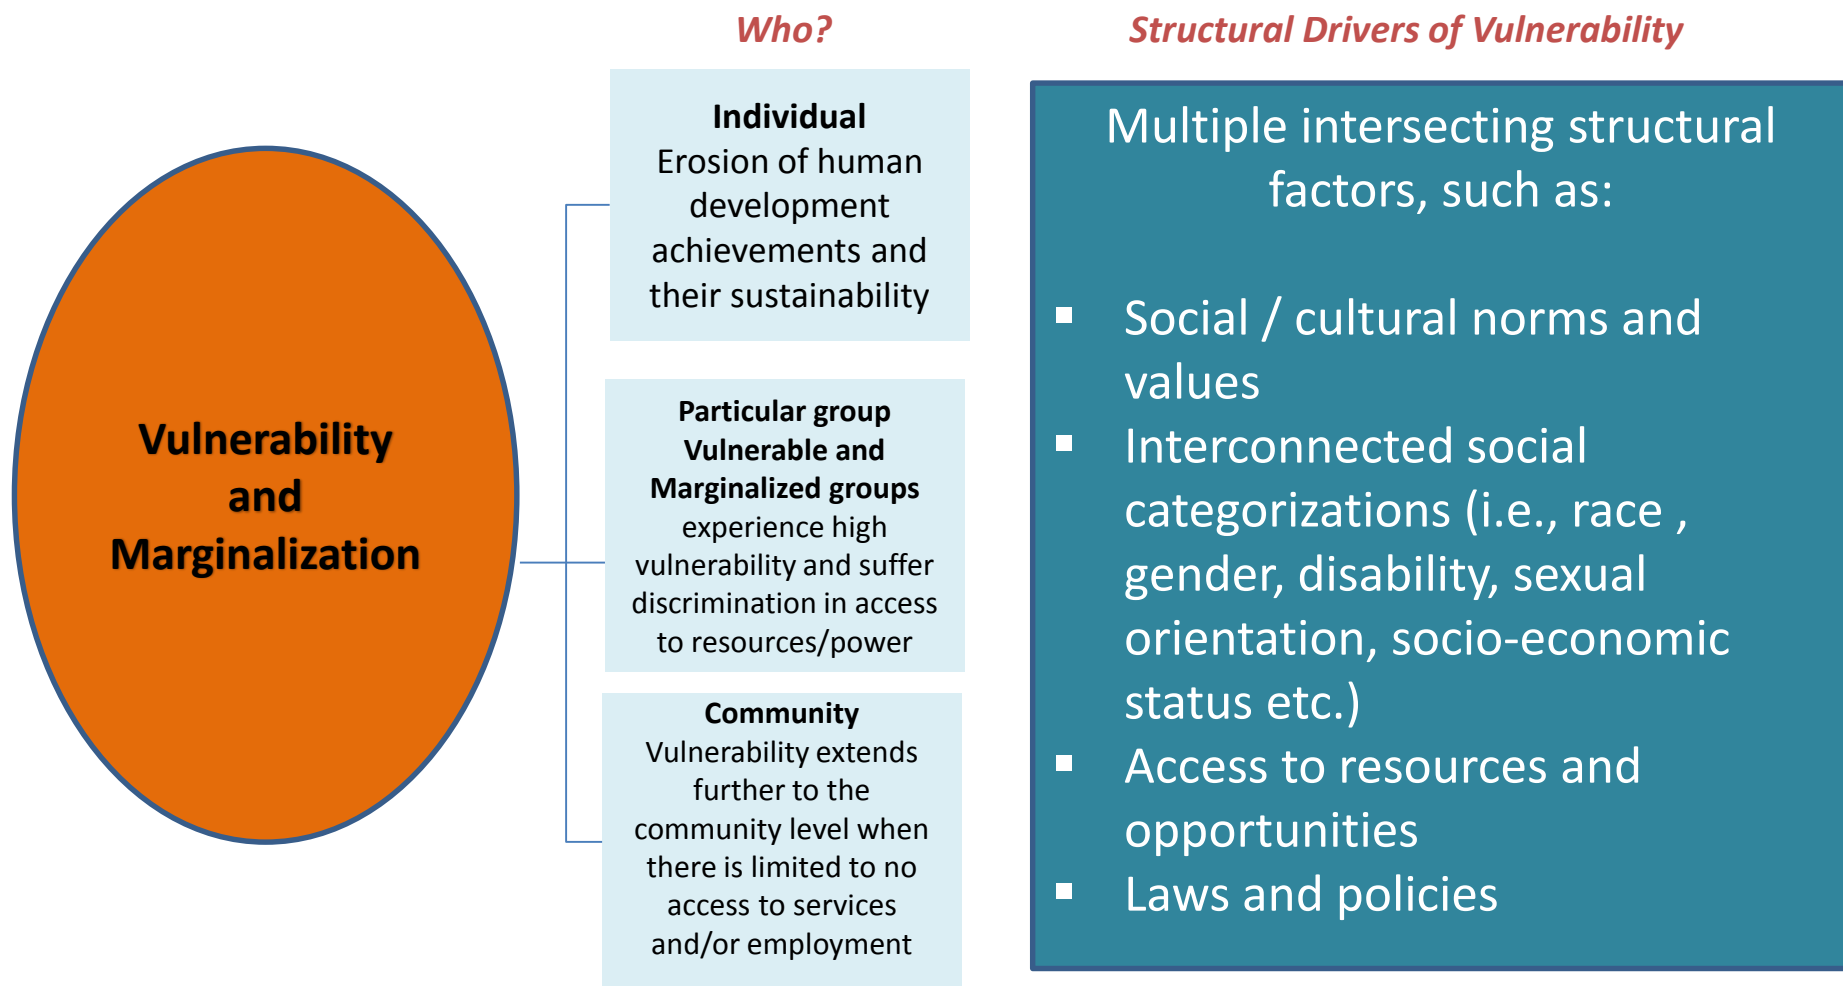 Who?
Structural Drivers of Vulnerability
Vulnerability
and
Marginalization
Individual
Erosion of human
development
achievements and
their sustainability
Particular group
Vulnerable and
Marginalized groups
experience high
vulnerability and suffer
discrimination in access
to resources/power
Community
Vulnerability extends
further to the
community level when
there is limited to no
access to services
and/or employment
Multiple intersecting structural
factors, such as:
▪ Social / cultural norms and
values
▪ Interconnected social
categorizations (i.e., race ,
gender, disability, sexual
orientation, socio-economic
status etc.)
▪ Access to resources and
opportunities
▪ Laws and policies